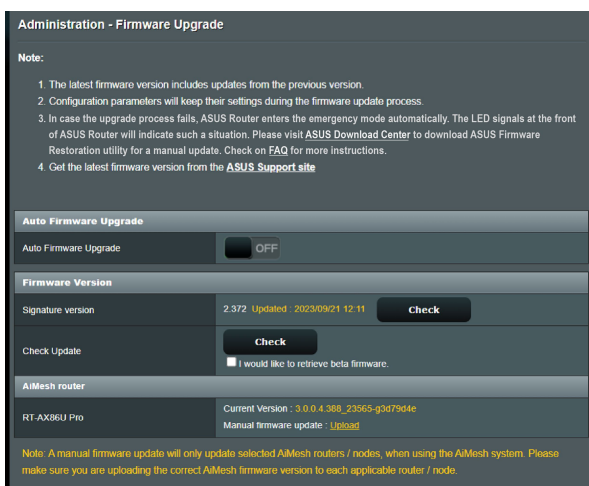 Administration - Firmware Upgrade
Note:
1. The latest firmware version includes updates from the previous version.
2. Configuration parameters will keep their settings during the firmware update process.
3. In case the upgrade process fails, ASUS Router enters the emergency mode automatically. The LED signals at the front
of ASUS Router will indicate such a situation. Please visit ASUS Download Center to download ASUS Firmware
Restoration utility for a manual update. Check on FAQ for more instructions.
4. Get the latest firmware version from the ASUS Support site
Auto Firmware Upgrade
Auto Firmware Upgrade OFF
Firmware Version
Signature version 2.372 Updated : 2023/09/21 12:11 Check
Check Update Check
I would like to retrieve beta firmware.
AiMesh router
RT-AX86U Pro Current Version : 3.0.0.4.388_23565-g3d79d4e
Manual firmware update : Upload
Note: A manual firmware update will only update selected AiMesh routers / nodes, when using the AiMesh system. Please
make sure you are uploading the correct AiMesh firmware version to each applicable router / node.